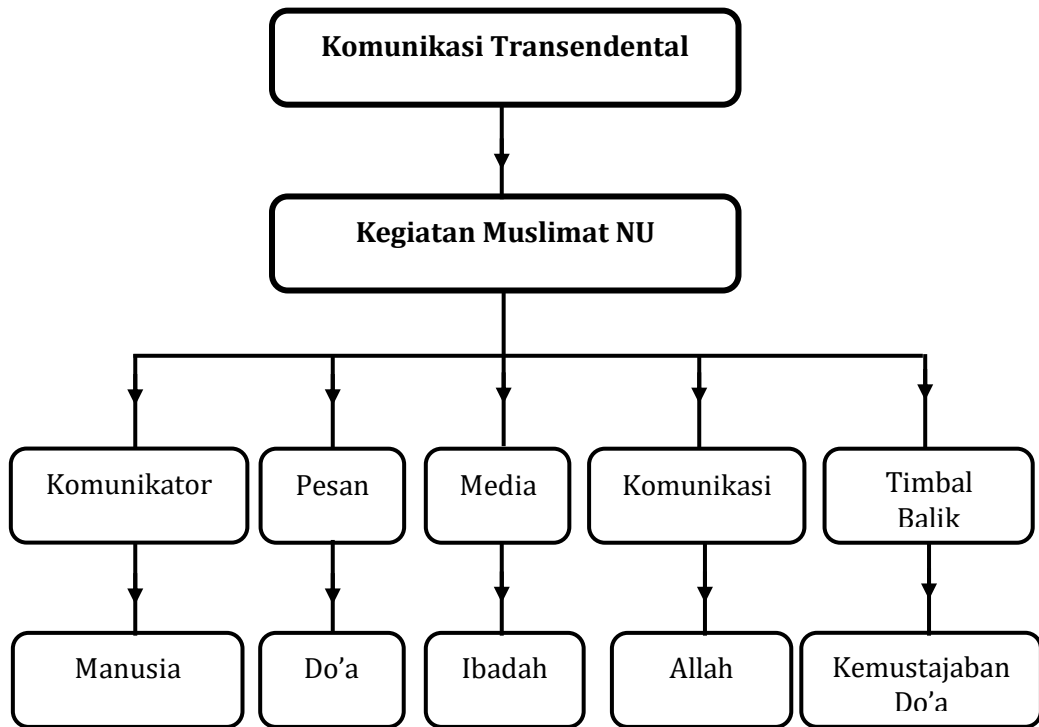 Komunikasi Transendental
Kegiatan Muslimat NU
Komunikator
Pesan
Media
Komunikasi
Timbal
Balik
Manusia
Do’a
Ibadah
Allah
Kemustajaban
Do’a